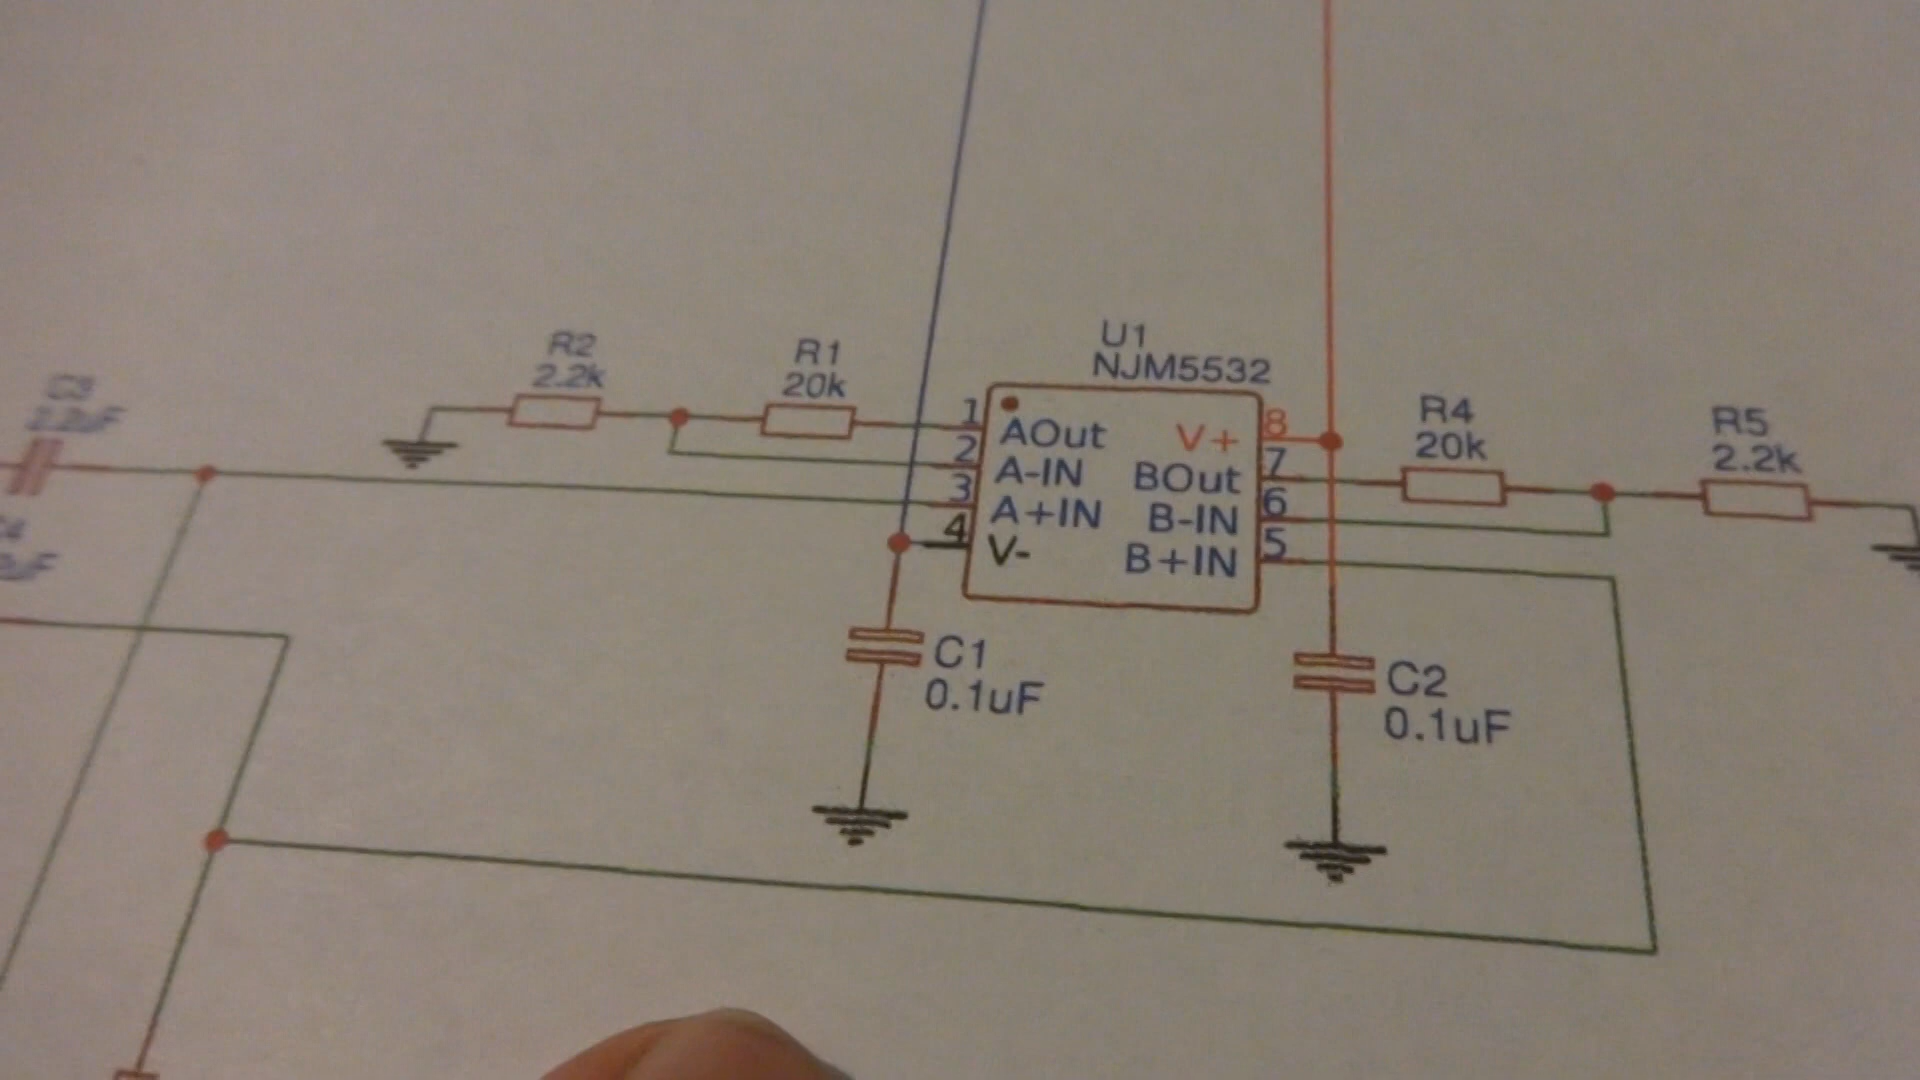 U1
NJM5532
R2
2.2k
R1
20k
R4
20k
R5
2.2k
1
2
3
4
AOut
A-IN
A+IN
V-
V+
BOut
B-IN
B+IN
8
7
6
5
C1
0.1uF
C2
0.1uF